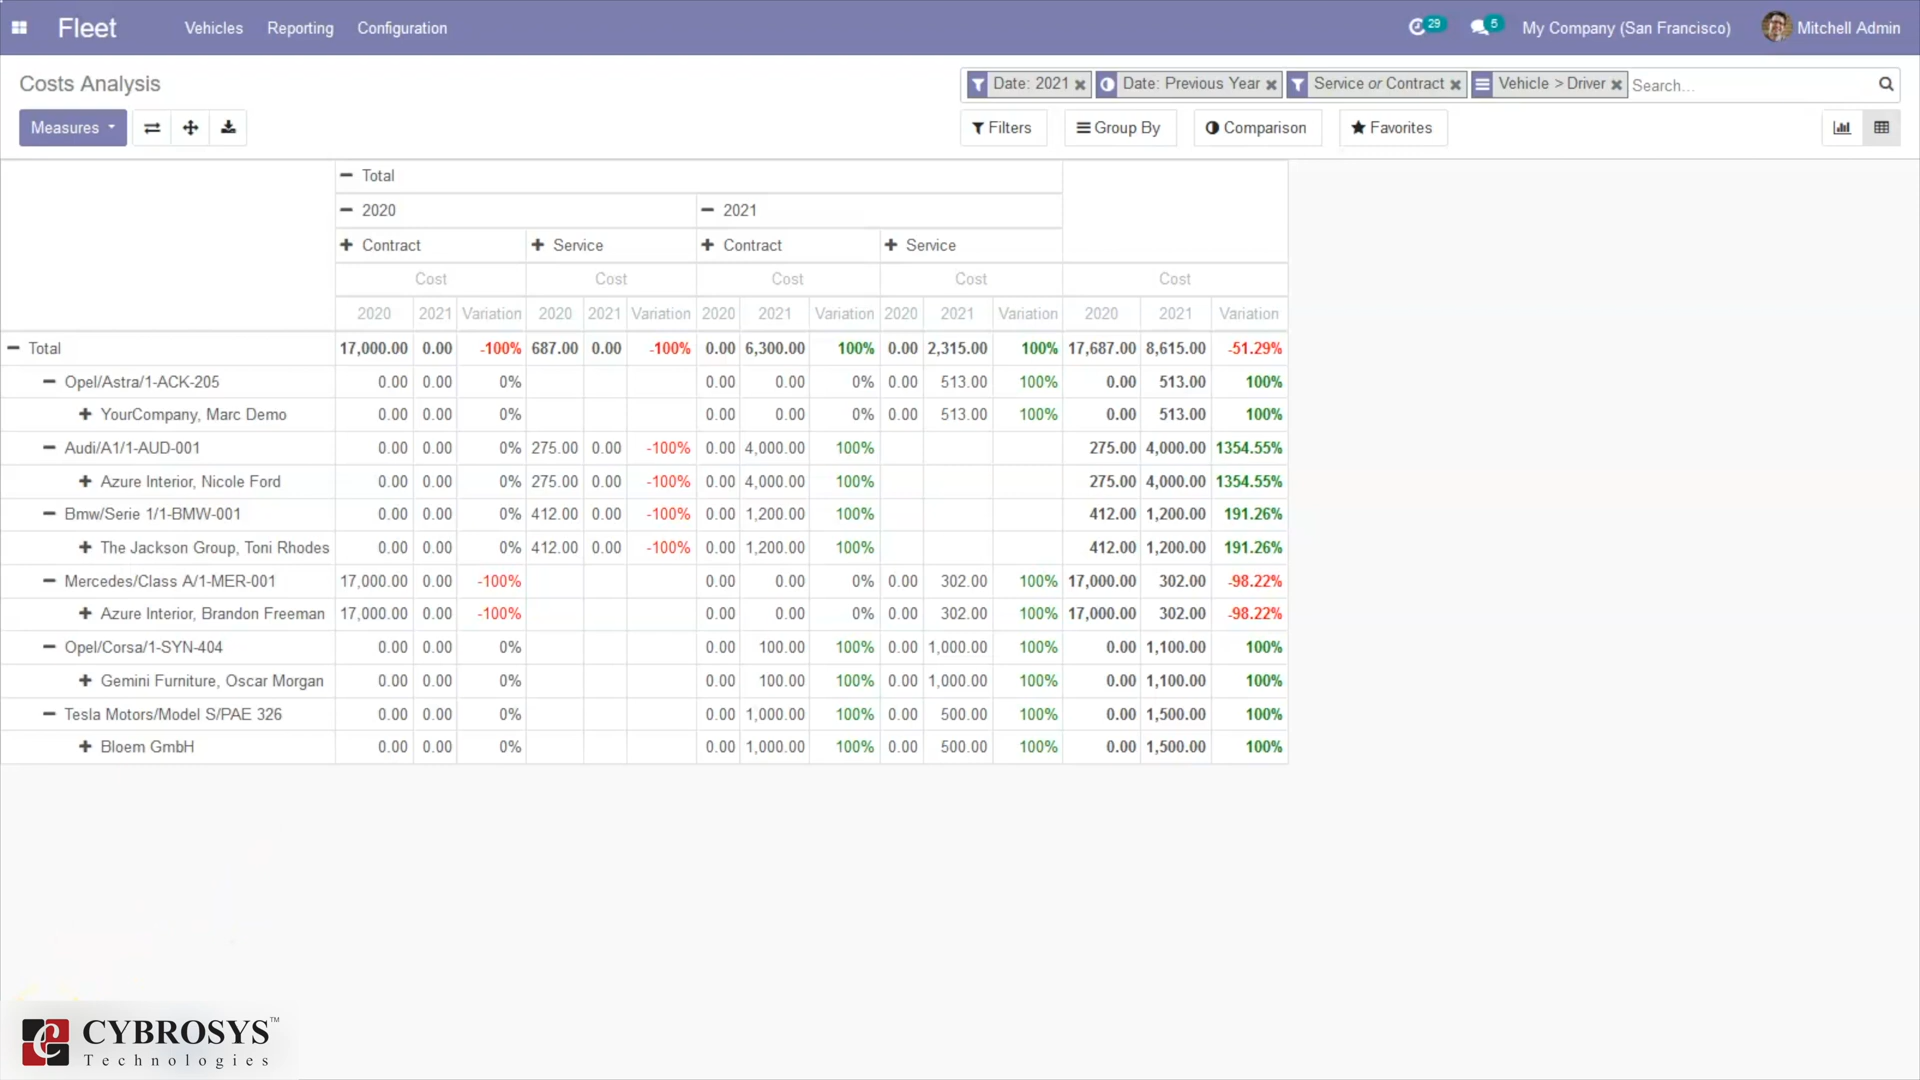 Fleet Vehicles Reporting Configuration 29 5 My Company (San Francisco) Mitchell Admin
Costs Analysis Date: 2021 Date: Previous Year Service or Contract Vehicle > Driver Search...
Measures Filters Group By Comparison Favorites
Total
2020 2021
Contract Service Contract Service
Cost Cost Cost Cost Cost
2020 2021 Variation 2020 2021 Variation 2020 2021 Variation 2020 2021 Variation 2020 2021 Variation
Total 17,000.00 0.00 -100% 687.00 0.00 -100% 0.00 6,300.00 100% 0.00 2,315.00 100% 17,687.00 8,615.00 -51.29%
Opel/Astra/1-ACK-205 0.00 0.00 0% 0.00 0.00 0% 0.00 513.00 100% 0.00 513.00 100%
YourCompany, Marc Demo 0.00 0.00 0% 0.00 0.00 0% 0.00 513.00 100% 0.00 513.00 100%
Audi/A1/1-AUD-001 0.00 0.00 0% 275.00 0.00 -100% 0.00 4,000.00 100% 275.00 4,000.00 1354.55%
Azure Interior, Nicole Ford 0.00 0.00 0% 275.00 0.00 -100% 0.00 4,000.00 100% 275.00 4,000.00 1354.55%
Bmw/Serie 1/1-BMW-001 0.00 0.00 0% 412.00 0.00 -100% 0.00 1,200.00 100% 412.00 1,200.00 191.26%
The Jackson Group, Toni Rhodes 0.00 0.00 0% 412.00 0.00 -100% 0.00 1,200.00 100% 412.00 1,200.00 191.26%
Mercedes/Class A/1-MER-001 17,000.00 0.00 -100% 0.00 0.00 0% 0.00 302.00 100% 17,000.00 302.00 -98.22%
Azure Interior, Brandon Freeman 17,000.00 0.00 -100% 0.00 0.00 0% 0.00 302.00 100% 17,000.00 302.00 -98.22%
Opel/Corsa/1-SYN-404 0.00 0.00 0% 0.00 100.00 100% 0.00 1,000.00 100% 0.00 1,100.00 100%
Gemini Furniture, Oscar Morgan 0.00 0.00 0% 0.00 100.00 100% 0.00 1,000.00 100% 0.00 1,100.00 100%
Tesla Motors/Model S/PAE 326 0.00 0.00 0% 0.00 1,000.00 100% 0.00 500.00 100% 0.00 1,500.00 100%
Bloem GmbH 0.00 0.00 0% 0.00 1,000.00 100% 0.00 500.00 100% 0.00 1,500.00 100%
CYBROSYS™
Technologies